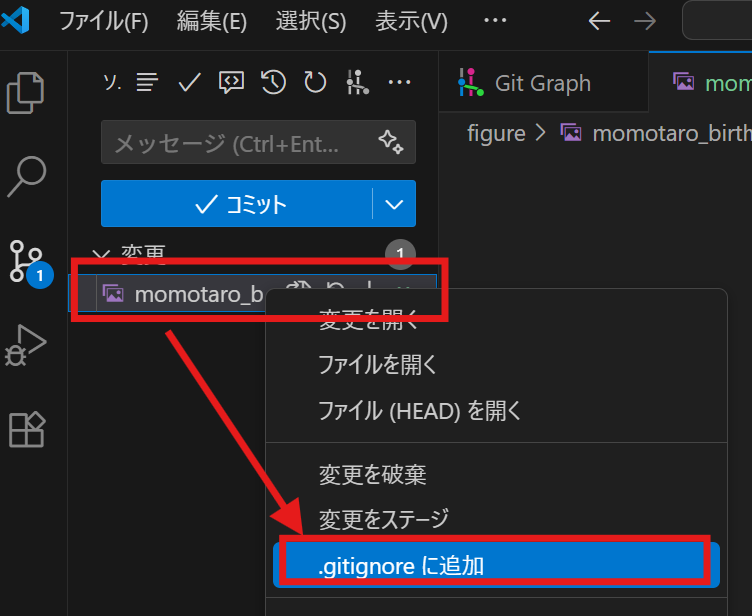 ファイル(F) 編集(E) 選択(S) 表示(V) ···
ソ. ···
Git Graph
mom
figure > momotaro_birth
メッセージ (Ctrl+Ent...
コミット
変更 1
momotaro_b
1
変更を開く
ファイルを開く
ファイル (HEAD) を開く
変更を破棄
変更をステージ
.gitignore に追加